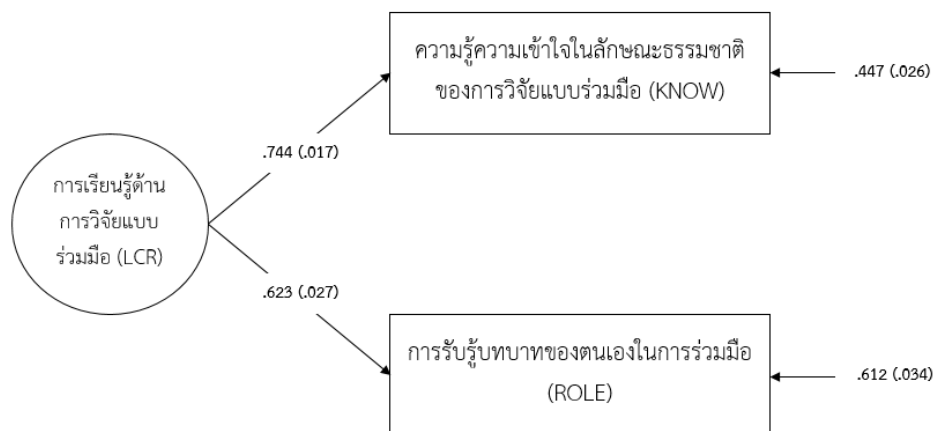 ความรู้ความเข้าใจในลักษณะธรรมชาติ
ของการวิจัยแบบร่วมมือ (KNOW)
.447 (.026)
.744 (.017)
การเรียนรู้ด้าน
การวิจัยแบบ
ร่วมมือ (LCR)
.623 (.027)
การรับรู้บทบาทของตนเองในการร่วมมือ
(ROLE)
.612 (.034)